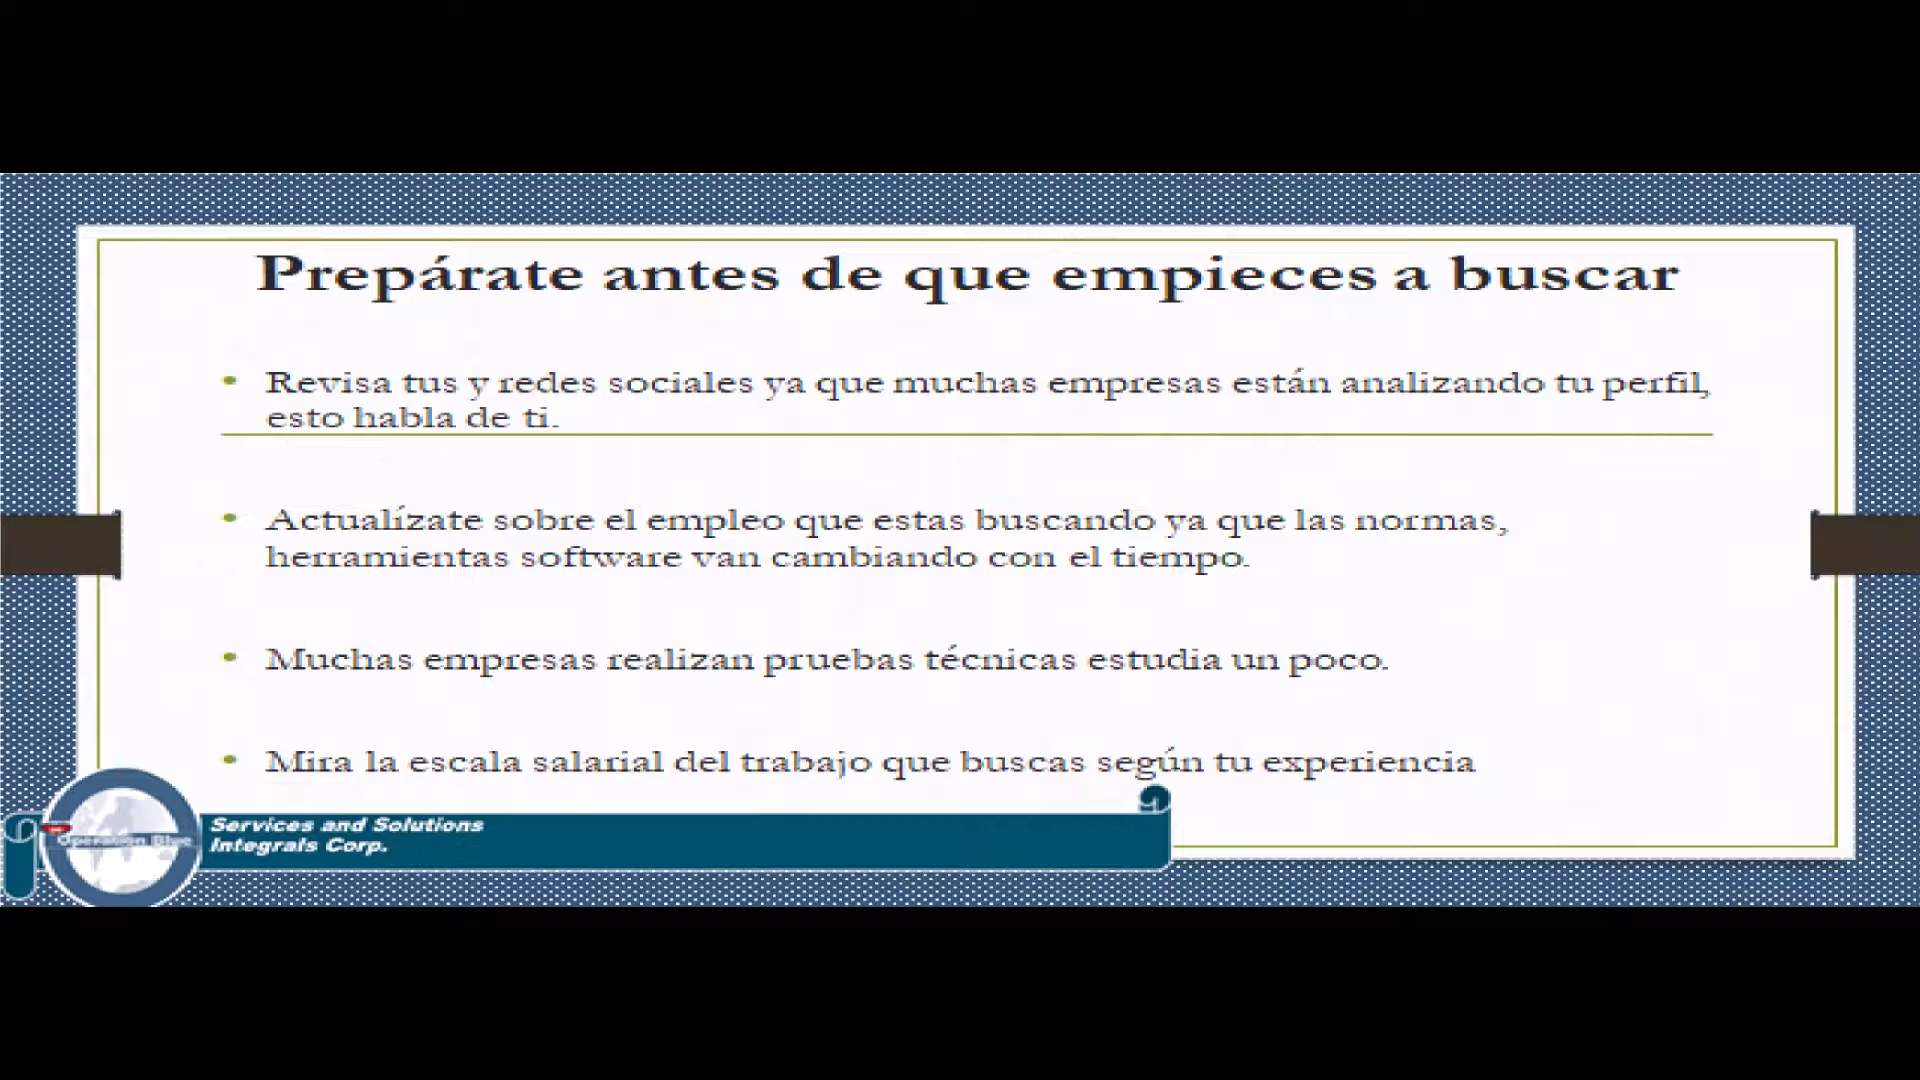 Prepárate antes de que empieces a buscar
• Revisa tus y redes sociales ya que muchas empresas están analizando tu perfil,
esto habla de ti.
• Actualízate sobre el empleo que estas buscando ya que las normas,
herramientas software van cambiando con el tiempo.
• Muchas empresas realizan pruebas técnicas estudia un poco.
• Mira la escala salarial del trabajo que buscas según tu experiencia
Services and Solutions
Integrals Corp.
Operation Blue